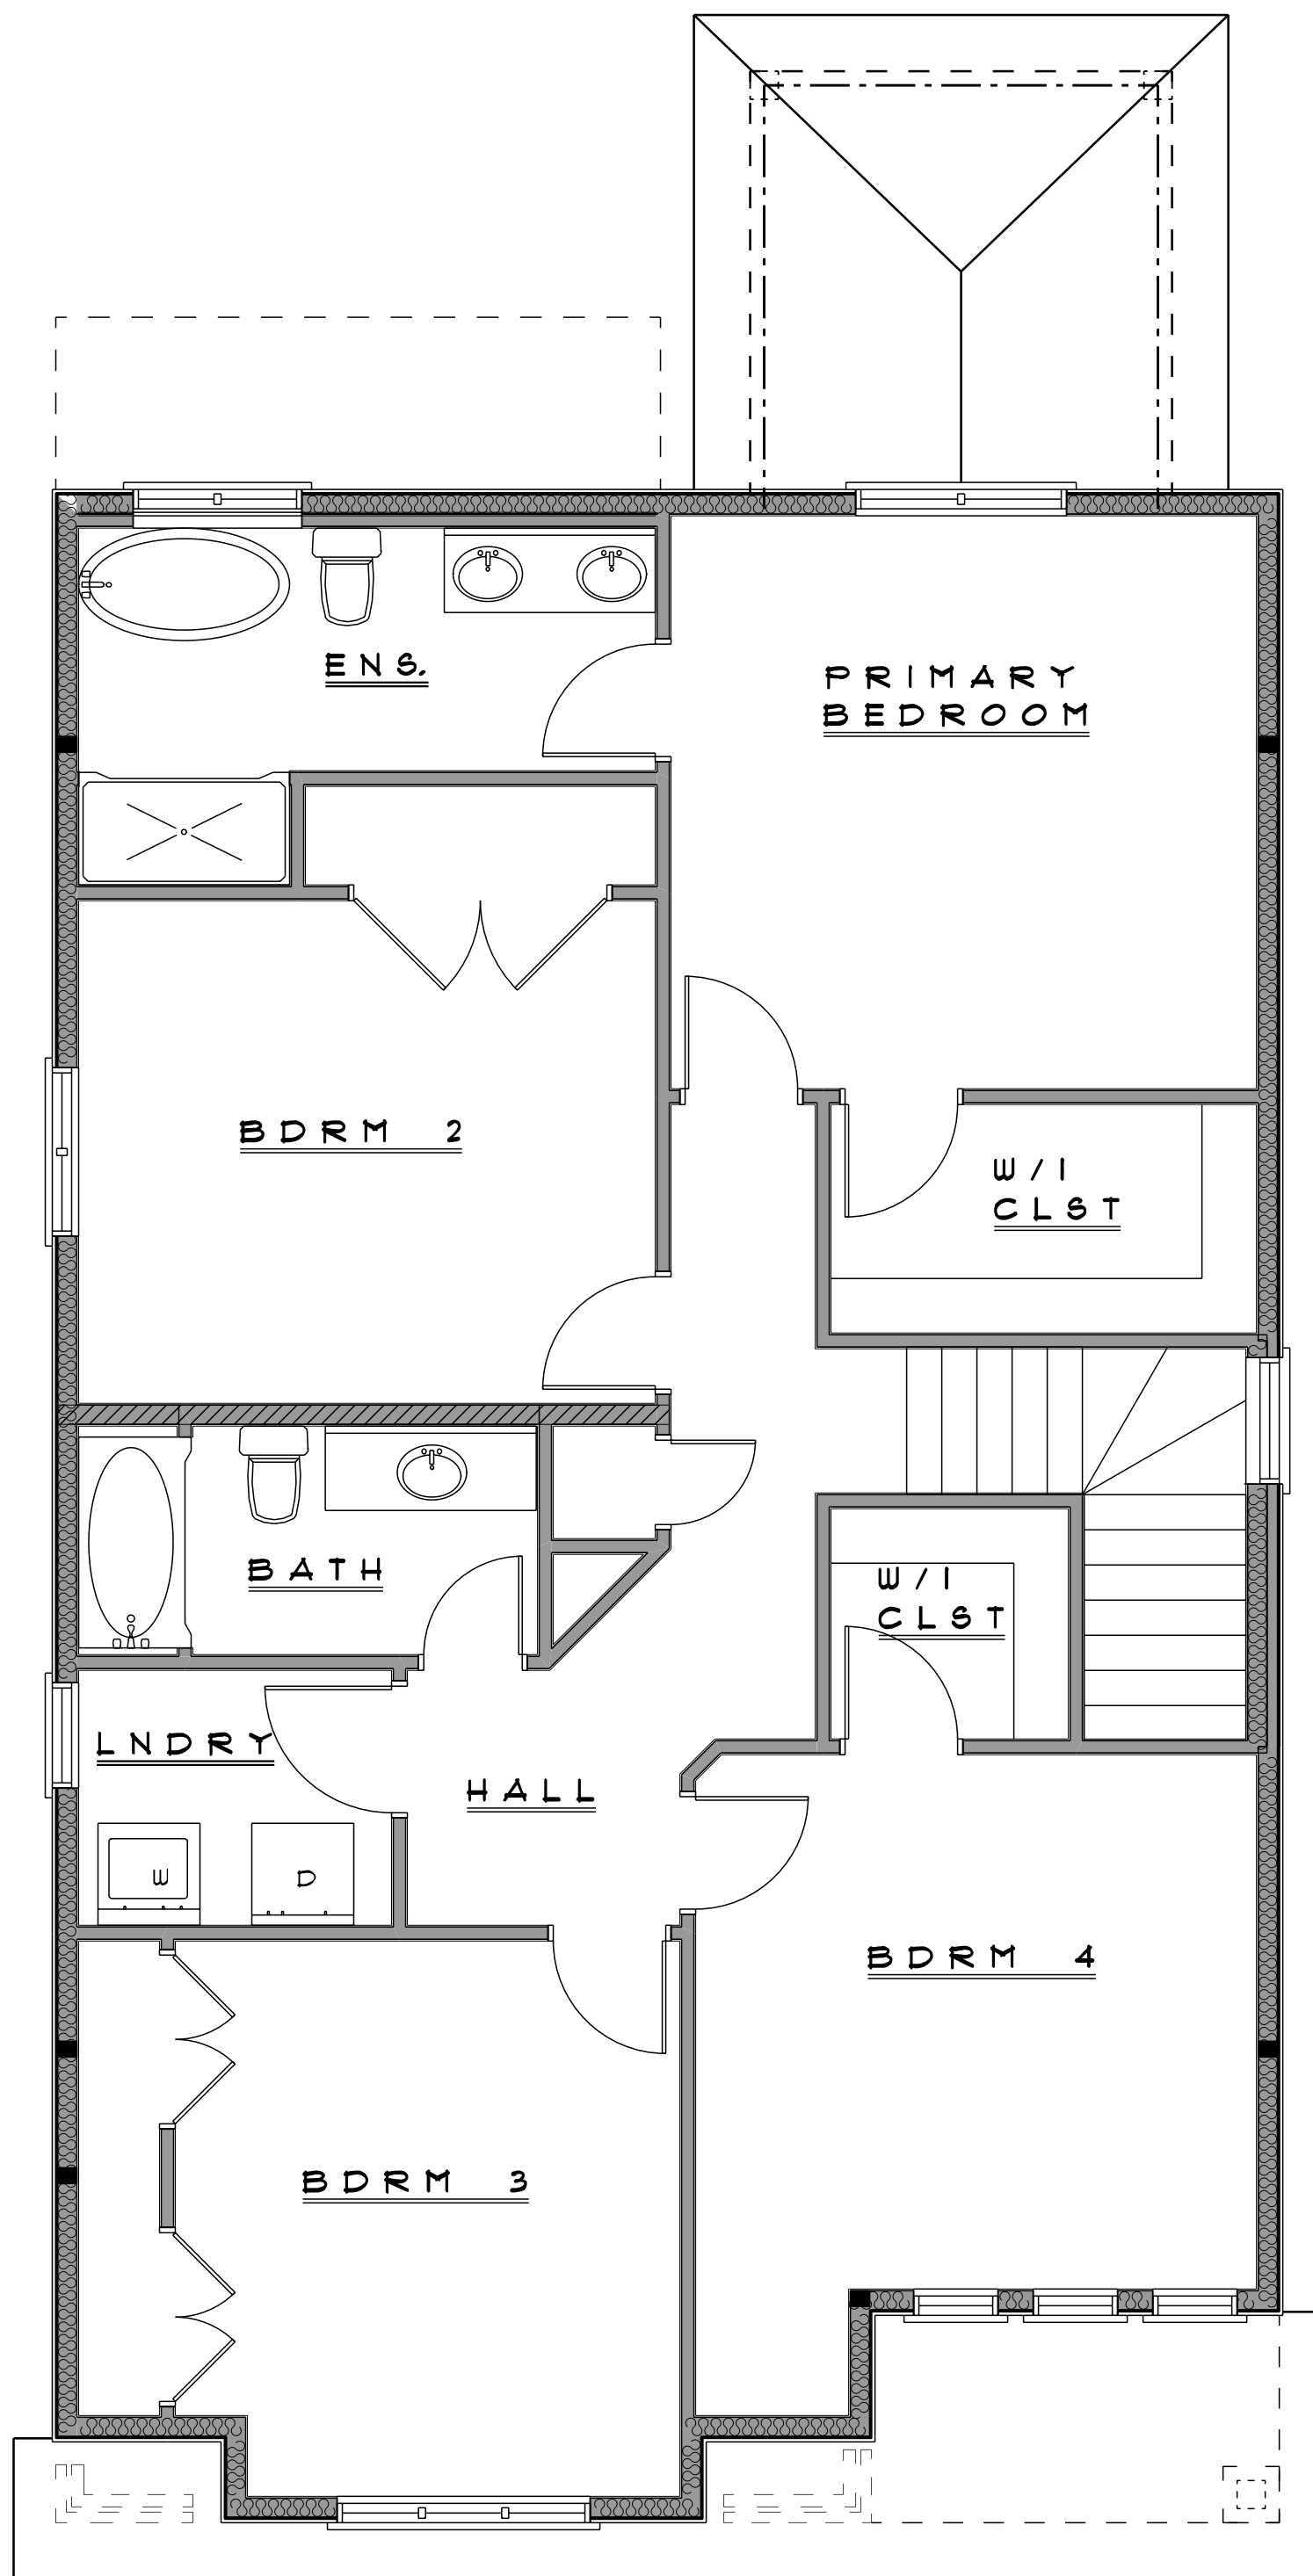 ENS.
PRIMARY
BEDROOM
BDRM 2
W/I
CLST
BATH
W/I
CLST
LNDRY
HALL
W
D
BDRM 4
BDRM 3